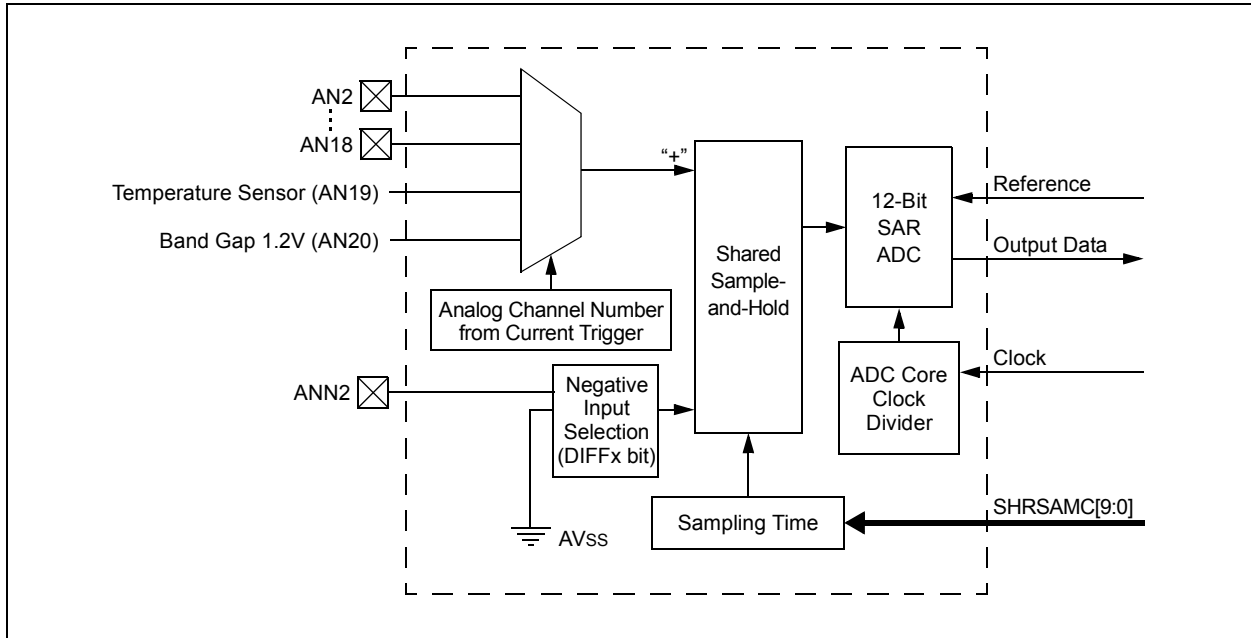 AN2
AN18
Temperature Sensor (AN19)
Band Gap 1.2V (AN20)
Analog Channel Number
from Current Trigger
“+”
Shared
Sample-
and-Hold
12-Bit
SAR
ADC
Reference
Output Data
ADC Core
Clock
Divider
Clock
ANN2
Negative
Input
Selection
(DIFFx bit)
AVSS
Sampling Time
SHRSAMC[9:0]